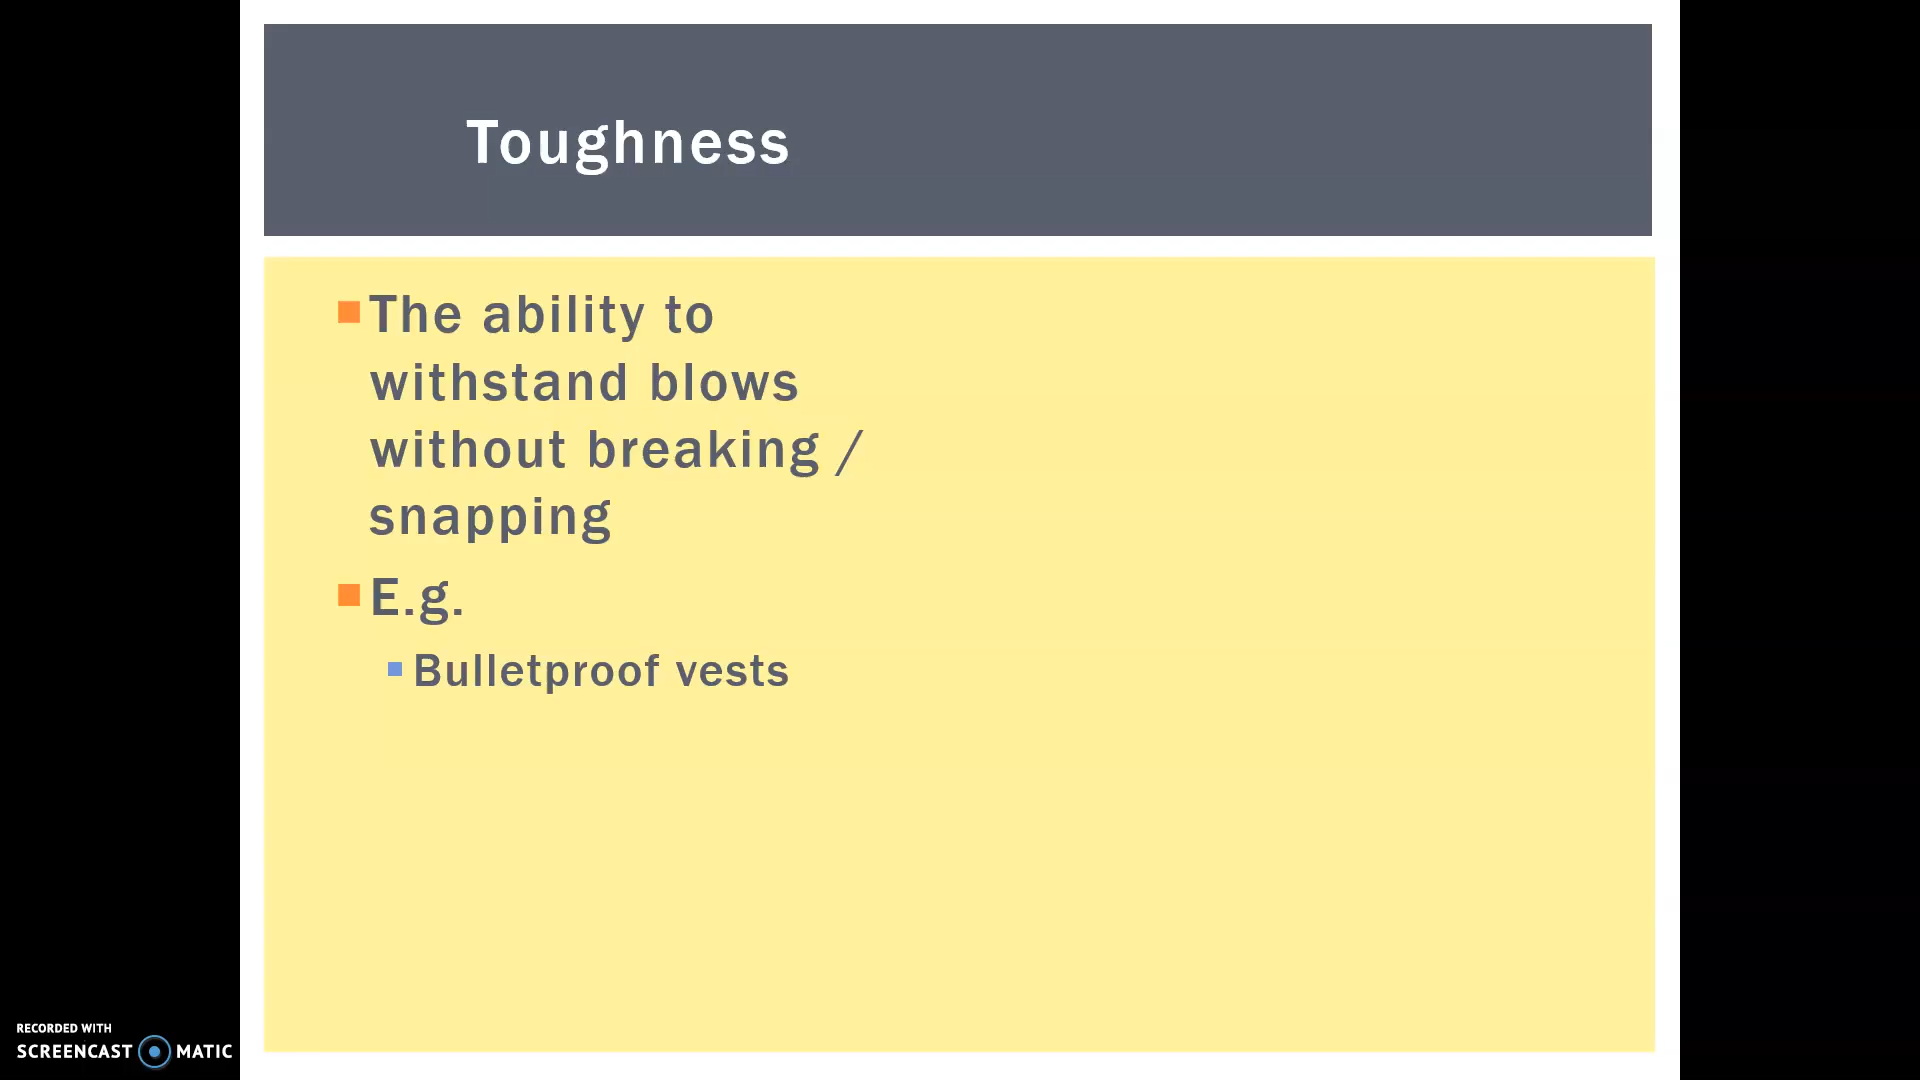 Toughness
The ability to
withstand blows
without breaking /
snapping
E.g.
Bulletproof vests
RECORDED WITH
SCREENCAST MATIC